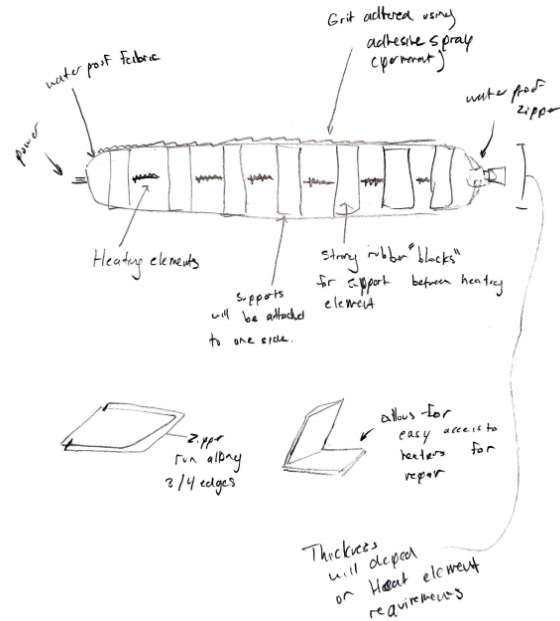 Grit adhered using
adhesive spray
(permanent)
water proof fabric
water proof
zipper
power
Heating elements
Supports
will be attached
to one side.
Strong rubber "blocks"
for support between heating
element
Zipper
run along
3/4 edges
allows for
easy access to
heaters for
repair
Thickness
will depend
on Heat element
requirements